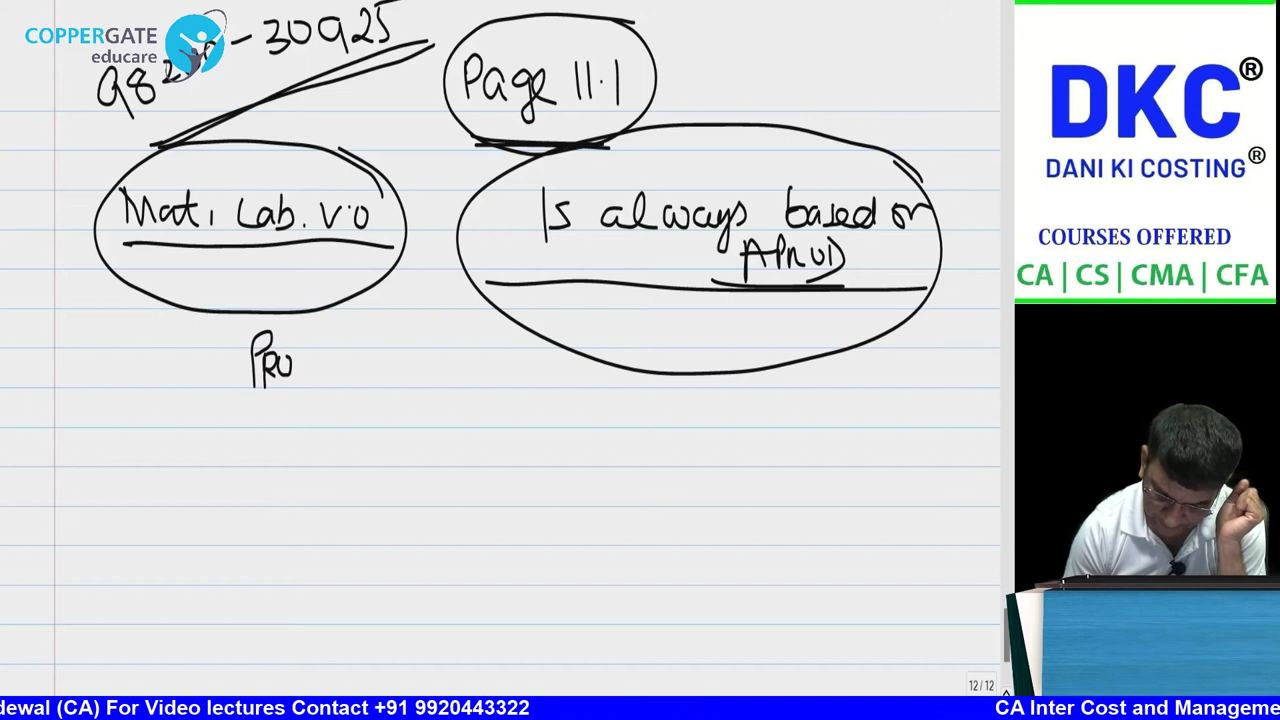 COPPERGATE
educare
- 30925
Page 11.1
Mat. Lab. V.O
Is always based on
APROD
PRO
12/12
DKC®
DANI KI COSTING®
COURSES OFFERED
CA | CS | CMA | CFA
dewal (CA) For Video lectures Contact +91 9920443322
CA Inter Cost and Manageme